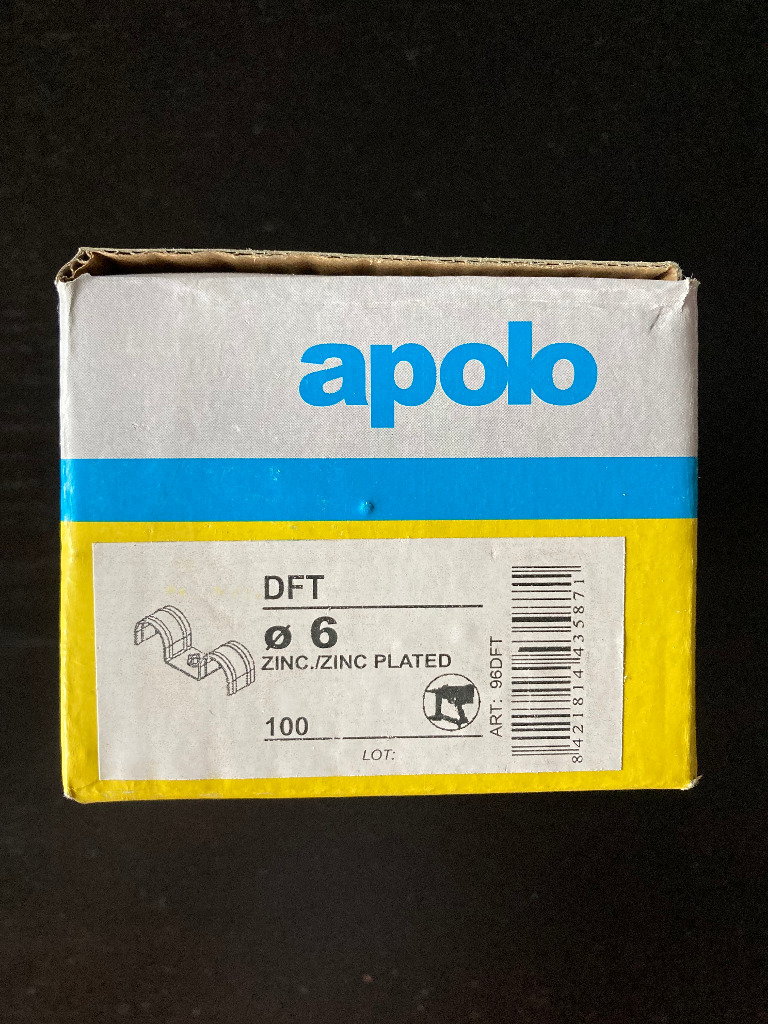 apolo
DFT
ø 6
ZINC./ZINC PLATED
100
LOT:
ART: 96DFT
8421814435871